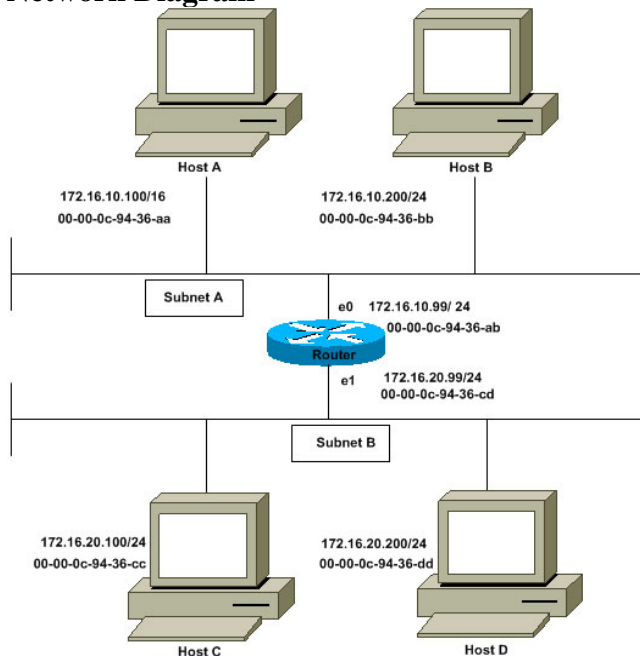 Network Diagram
Host A
Host B
172.16.10.100/16
00-00-0c-94-36-aa
172.16.10.200/24
00-00-0c-94-36-bb
Subnet A
e0 172.16.10.99/ 24
00-00-0c-94-36-ab
Router
e1 172.16.20.99/24
00-00-0c-94-36-cd
Subnet B
172.16.20.100/24
00-00-0c-94-36-cc
172.16.20.200/24
00-00-0c-94-36-dd
Host C
Host D